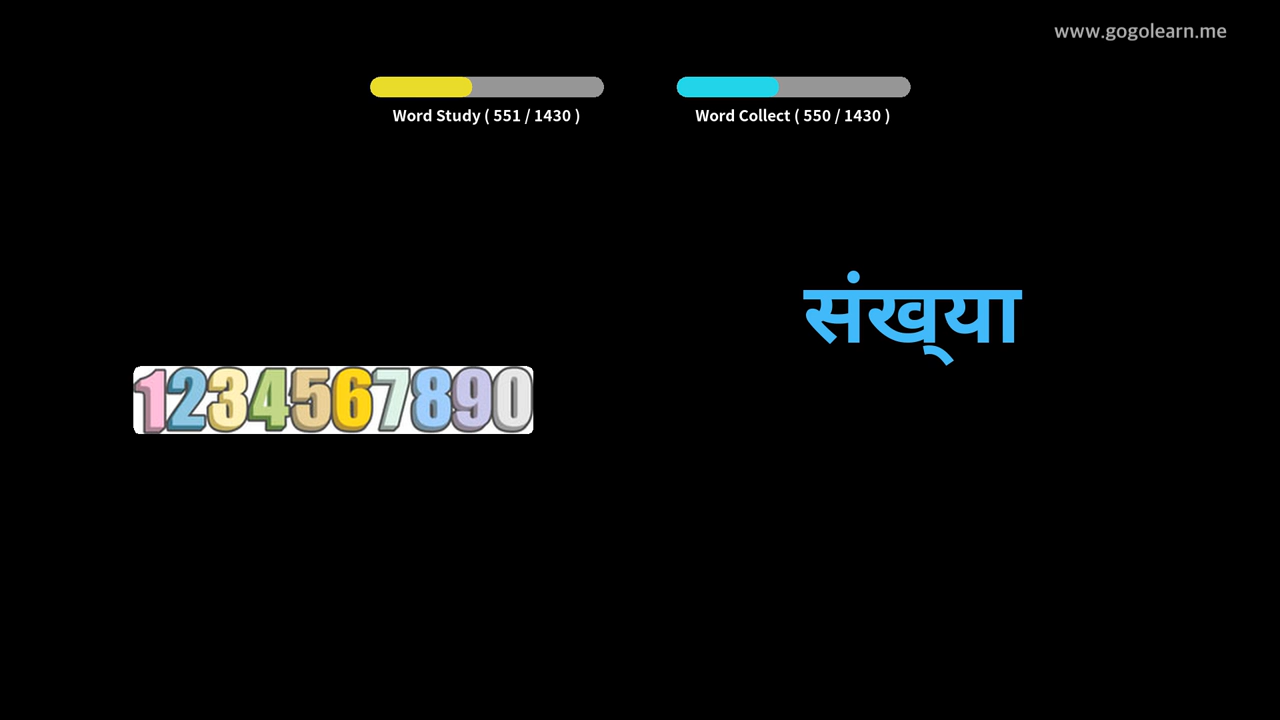 www.gogolearn.me
Word Study ( 551 / 1430 )
Word Collect ( 550 / 1430 )
संख्या
1234567890